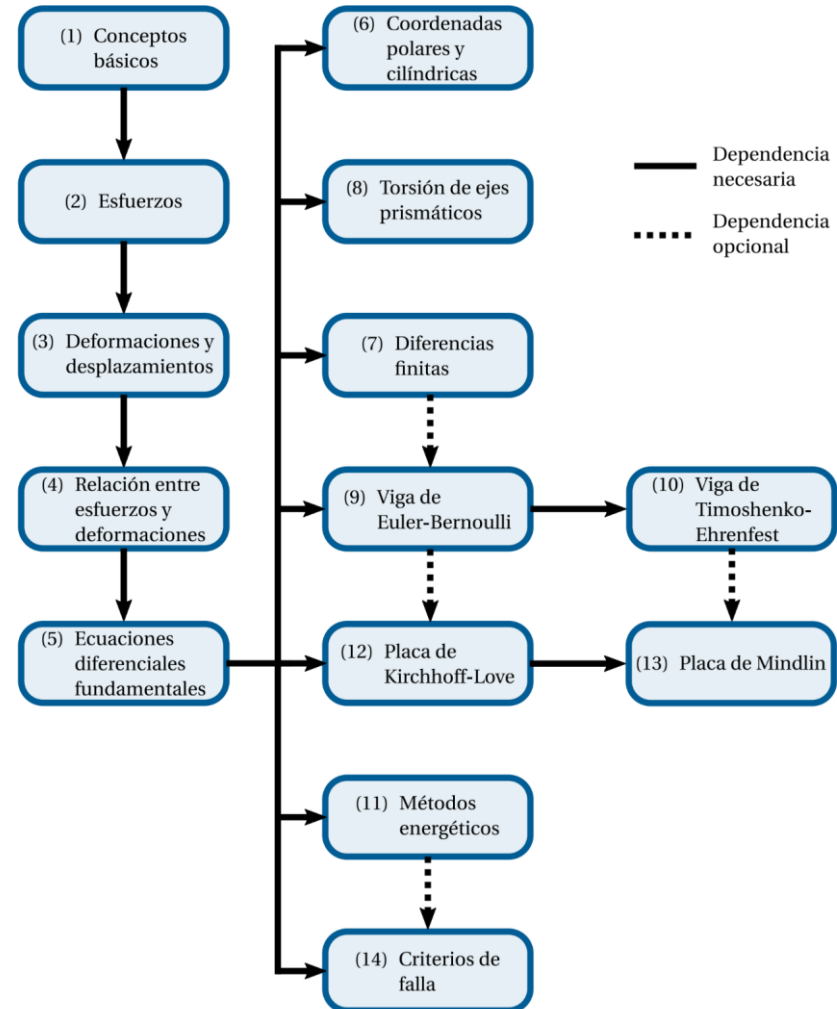 (1) Conceptos
básicos
(2) Esfuerzos
(3) Deformaciones y
desplazamientos
(4) Relación entre
esfuerzos y
deformaciones
(5) Ecuaciones
diferenciales
fundamentales
(6) Coordenadas
polares y
cilíndricas
(8) Torsión de ejes
prismáticos
(7) Diferencias
finitas
(9) Viga de
Euler-Bernoulli
(12) Placa de
Kirchhoff-Love
(11) Métodos
energéticos
(14) Criterios de
falla
Dependencia
necesaria
Dependencia
opcional
(10) Viga de
Timoshenko-
Ehrenfest
(13) Placa de Mindlin